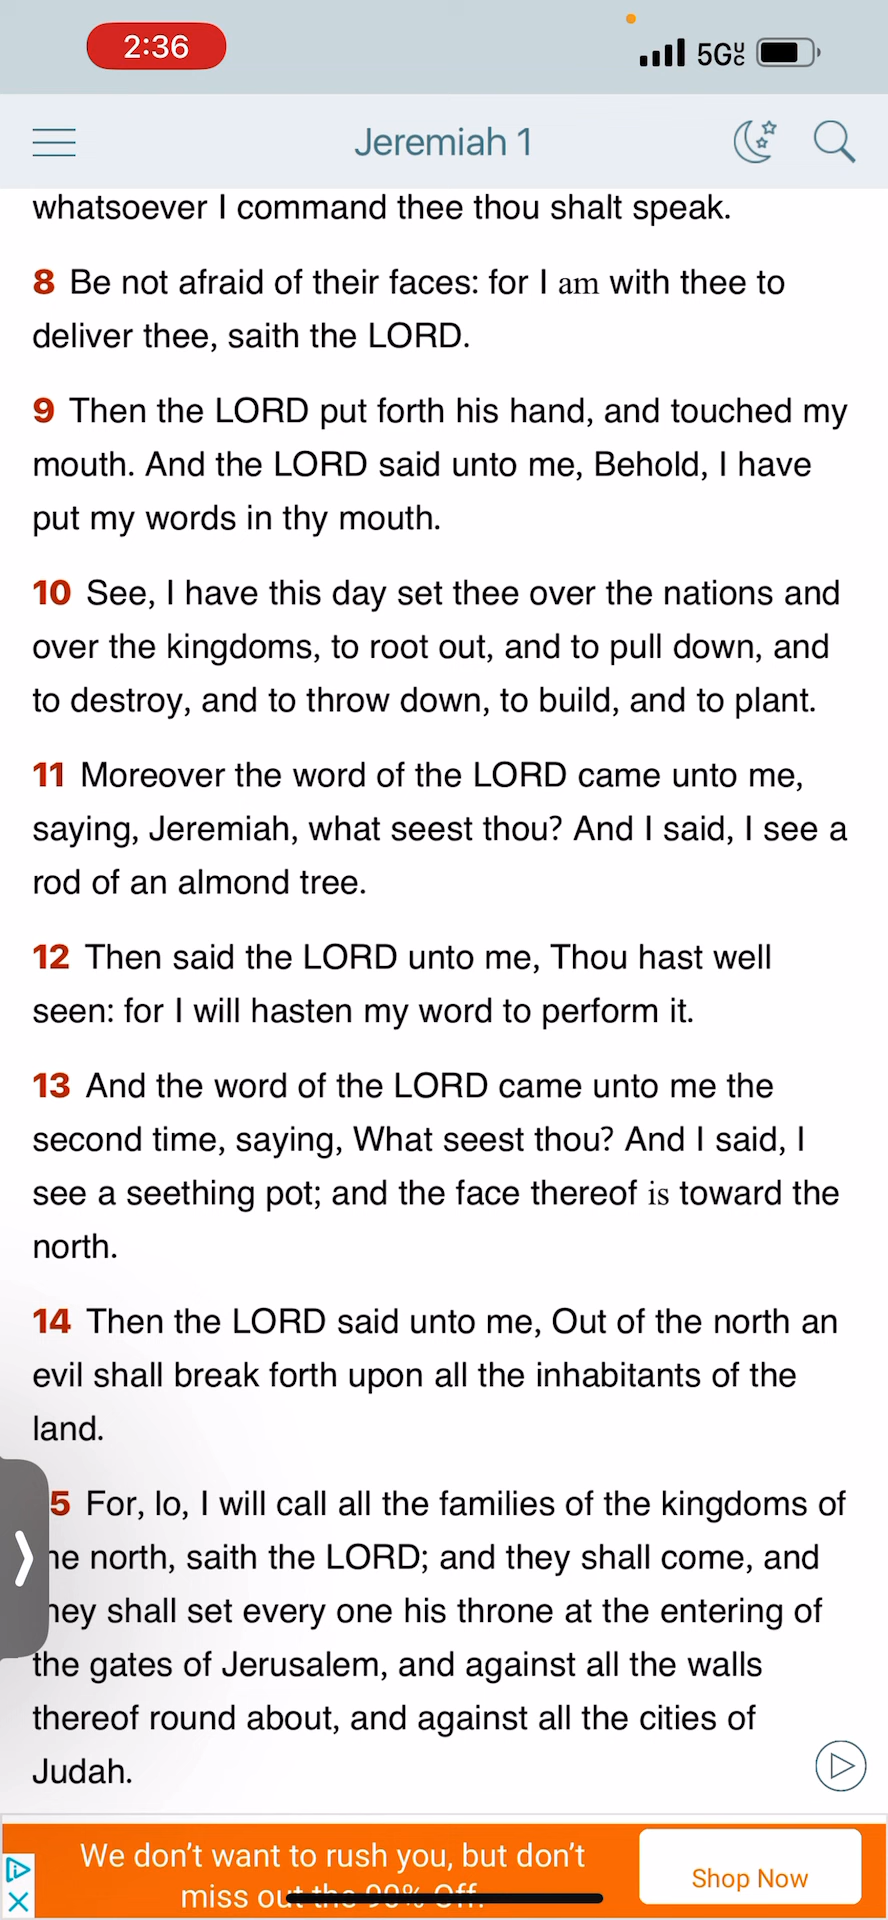 2:36
5G
Jeremiah 1
whatsoever I command thee thou shalt speak.
8 Be not afraid of their faces: for I am with thee to
deliver thee, saith the LORD.
9 Then the LORD put forth his hand, and touched my
mouth. And the LORD said unto me, Behold, I have
put my words in thy mouth.
10 See, I have this day set thee over the nations and
over the kingdoms, to root out, and to pull down, and
to destroy, and to throw down, to build, and to plant.
11 Moreover the word of the LORD came unto me,
saying, Jeremiah, what seest thou? And I said, I see a
rod of an almond tree.
12 Then said the LORD unto me, Thou hast well
seen: for I will hasten my word to perform it.
13 And the word of the LORD came unto me the
second time, saying, What seest thou? And I said, I
see a seething pot; and the face thereof is toward the
north.
14 Then the LORD said unto me, Out of the north an
evil shall break forth upon all the inhabitants of the
land.
5 For, lo, I will call all the families of the kingdoms of
he north, saith the LORD; and they shall come, and
hey shall set every one his throne at the entering of
the gates of Jerusalem, and against all the walls
thereof round about, and against all the cities of
Judah.
We don't want to rush you, but don't
miss out the 90% Off.
Shop Now